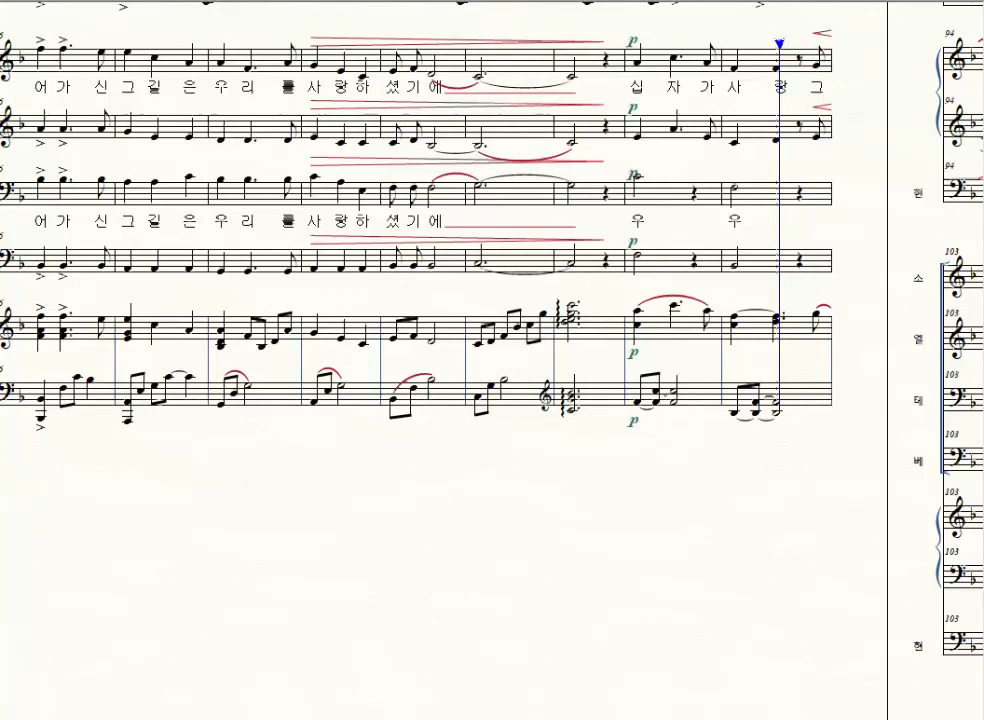 p
어 가 신 그 길 은 우 리 를 사 랑 하 셨 기 에 십 자 가 사 랑 그
p
p
어 가 신 그 길 은 우 리 를 사 랑 하 셨 기 에 우 우
p
p
p
94
94
94
현
103
소
103
엘
103
테
103
베
103
103
103
현